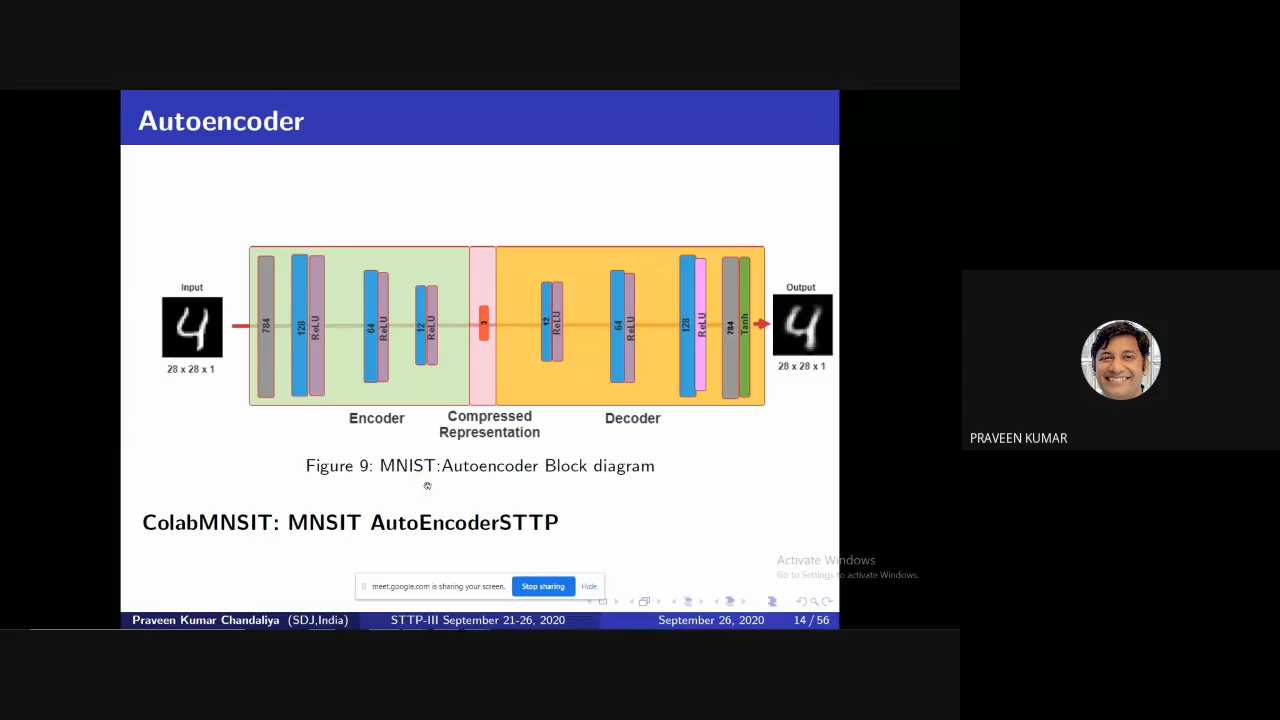 Autoencoder
Input
Output
784
128
ReLU
64
ReLU
12
ReLU
3
12
ReLU
64
ReLU
128
ReLU
784
Tanh
28 x 28 x 1
28 x 28 x 1
Encoder
Compressed
Representation
Decoder
Figure 9: MNIST:Autoencoder Block diagram
ColabMNSIT: MNSIT AutoEncoderSTTP
PRAVEEN KUMAR
Activate Windows
Go to Settings to activate Windows.
meet.google.com is sharing your screen.
Stop sharing
Hide
Praveen Kumar Chandaliya (SDJ,India)
STTP-III September 21-26, 2020
September 26, 2020
14 / 56